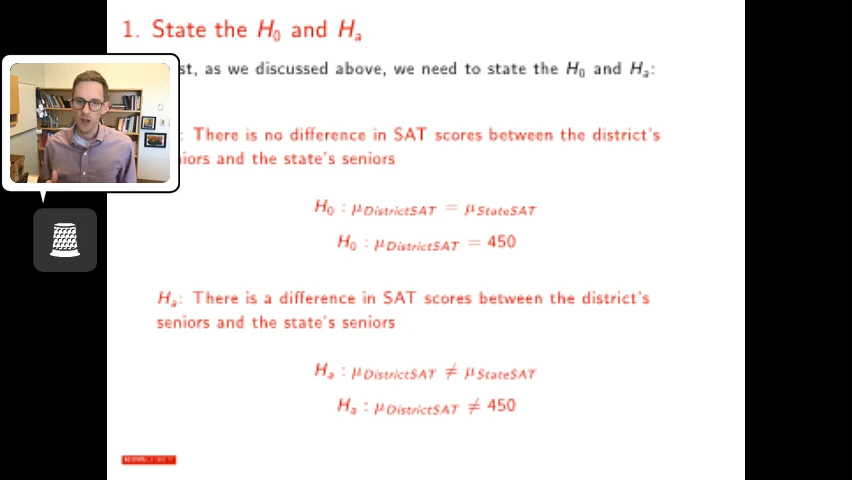 1. State the H₀ and Hₐ
st, as we discussed above, we need to state the H₀ and Hₐ:
: There is no difference in SAT scores between the district's
iors and the state's seniors
H₀ : μDistrictSAT = μStateSAT
H₀ : μDistrictSAT = 450
Hₐ: There is a difference in SAT scores between the district's
seniors and the state's seniors
Hₐ : μDistrictSAT ≠ μStateSAT
Hₐ : μDistrictSAT ≠ 450